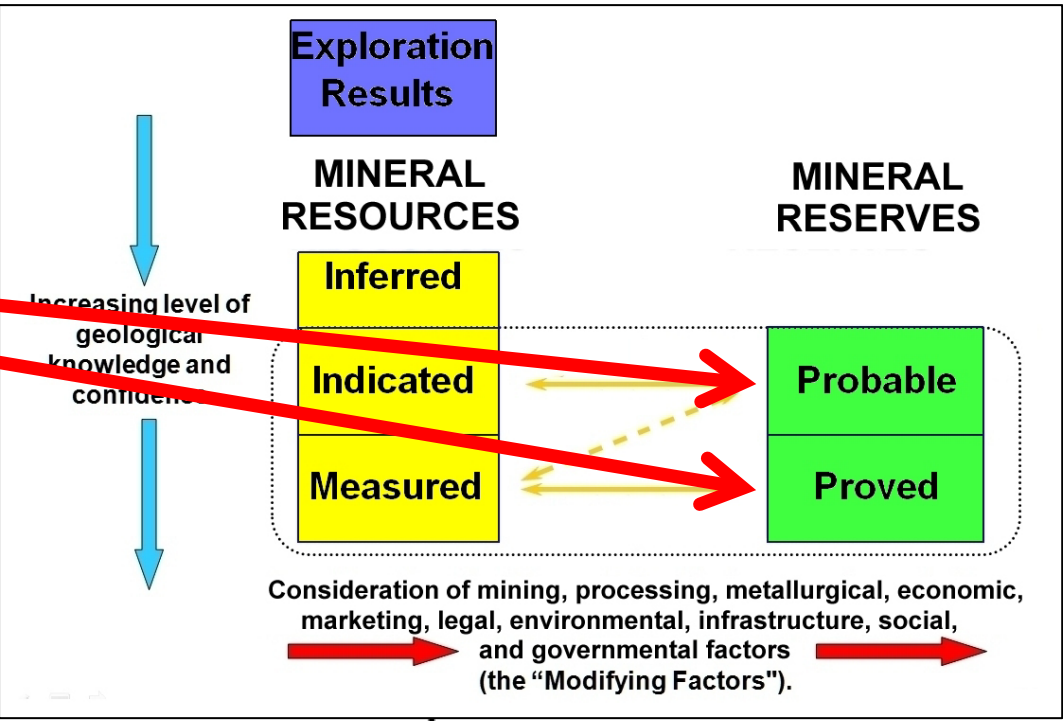 Exploration
Results
MINERAL
RESOURCES
MINERAL
RESERVES
Inferred
Increasing level of
geological
knowledge and
confidence
Indicated
Probable
Measured
Proved
Consideration of mining, processing, metallurgical, economic,
marketing, legal, environmental, infrastructure, social,
and governmental factors
(the “Modifying Factors").